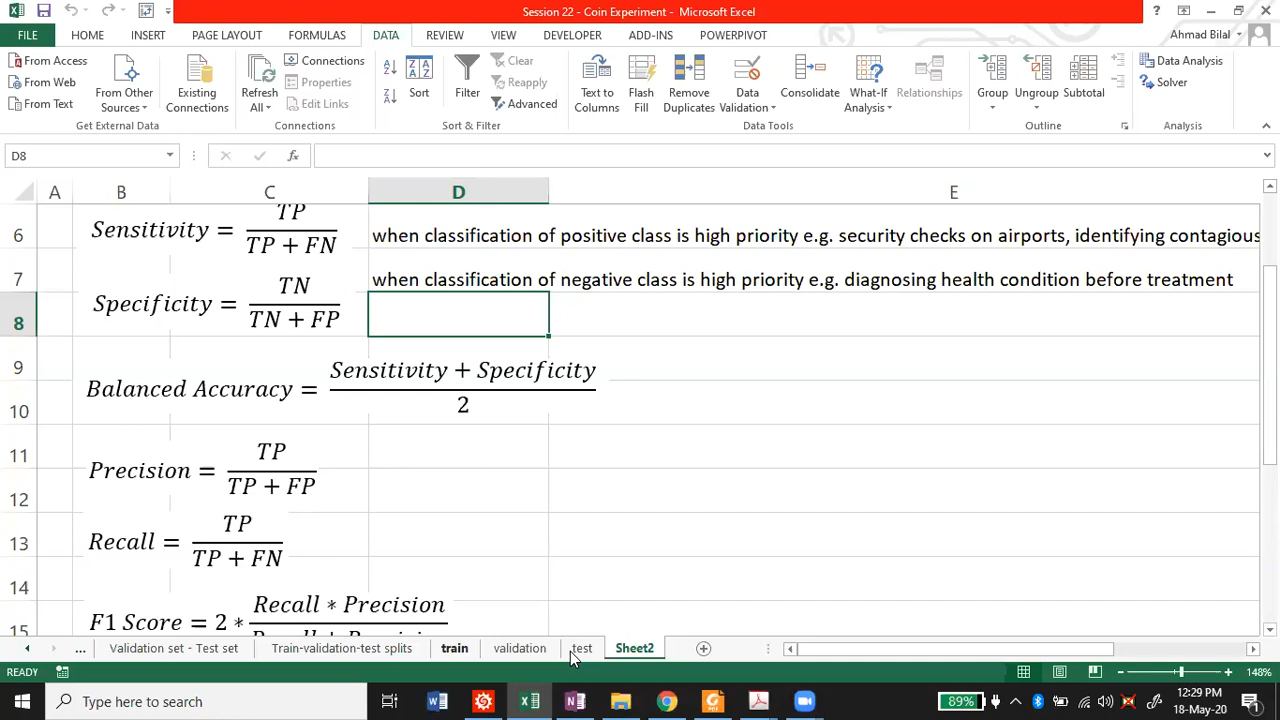 Session 22 - Coin Experiment - Microsoft Excel
FILE HOME INSERT PAGE LAYOUT FORMULAS DATA REVIEW VIEW DEVELOPER ADD-INS POWERPIVOT Ahmad Bilal
From Access
From Web
From Text
From Other Sources
Existing Connections
Get External Data
Refresh All
Connections
Properties
Edit Links
Connections
Sort
Filter
Clear
Reapply
Advanced
Sort & Filter
Text to Columns
Flash Fill
Remove Duplicates
Data Validation
Consolidate
What-If Analysis
Relationships
Data Tools
Group
Ungroup
Subtotal
Outline
Data Analysis
Solver
Analysis
D8
fx
A B C D E
6 Sensitivity = TP / TP + FN when classification of positive class is high priority e.g. security checks on airports, identifying contagious
7 when classification of negative class is high priority e.g. diagnosing health condition before treatment
8 Specificity = TN / TN + FP
9
Balanced Accuracy = Sensitivity + Specificity / 2
10
11
Precision = TP / TP + FP
12
13 Recall = TP / TP + FN
14
15 F1 Score = 2 * Recall * Precision / Recall + Precision
... Validation set - Test set Train-validation-test splits train validation test Sheet2
READY 148%
Type here to search
89%
12:29 PM
18-May-20
1